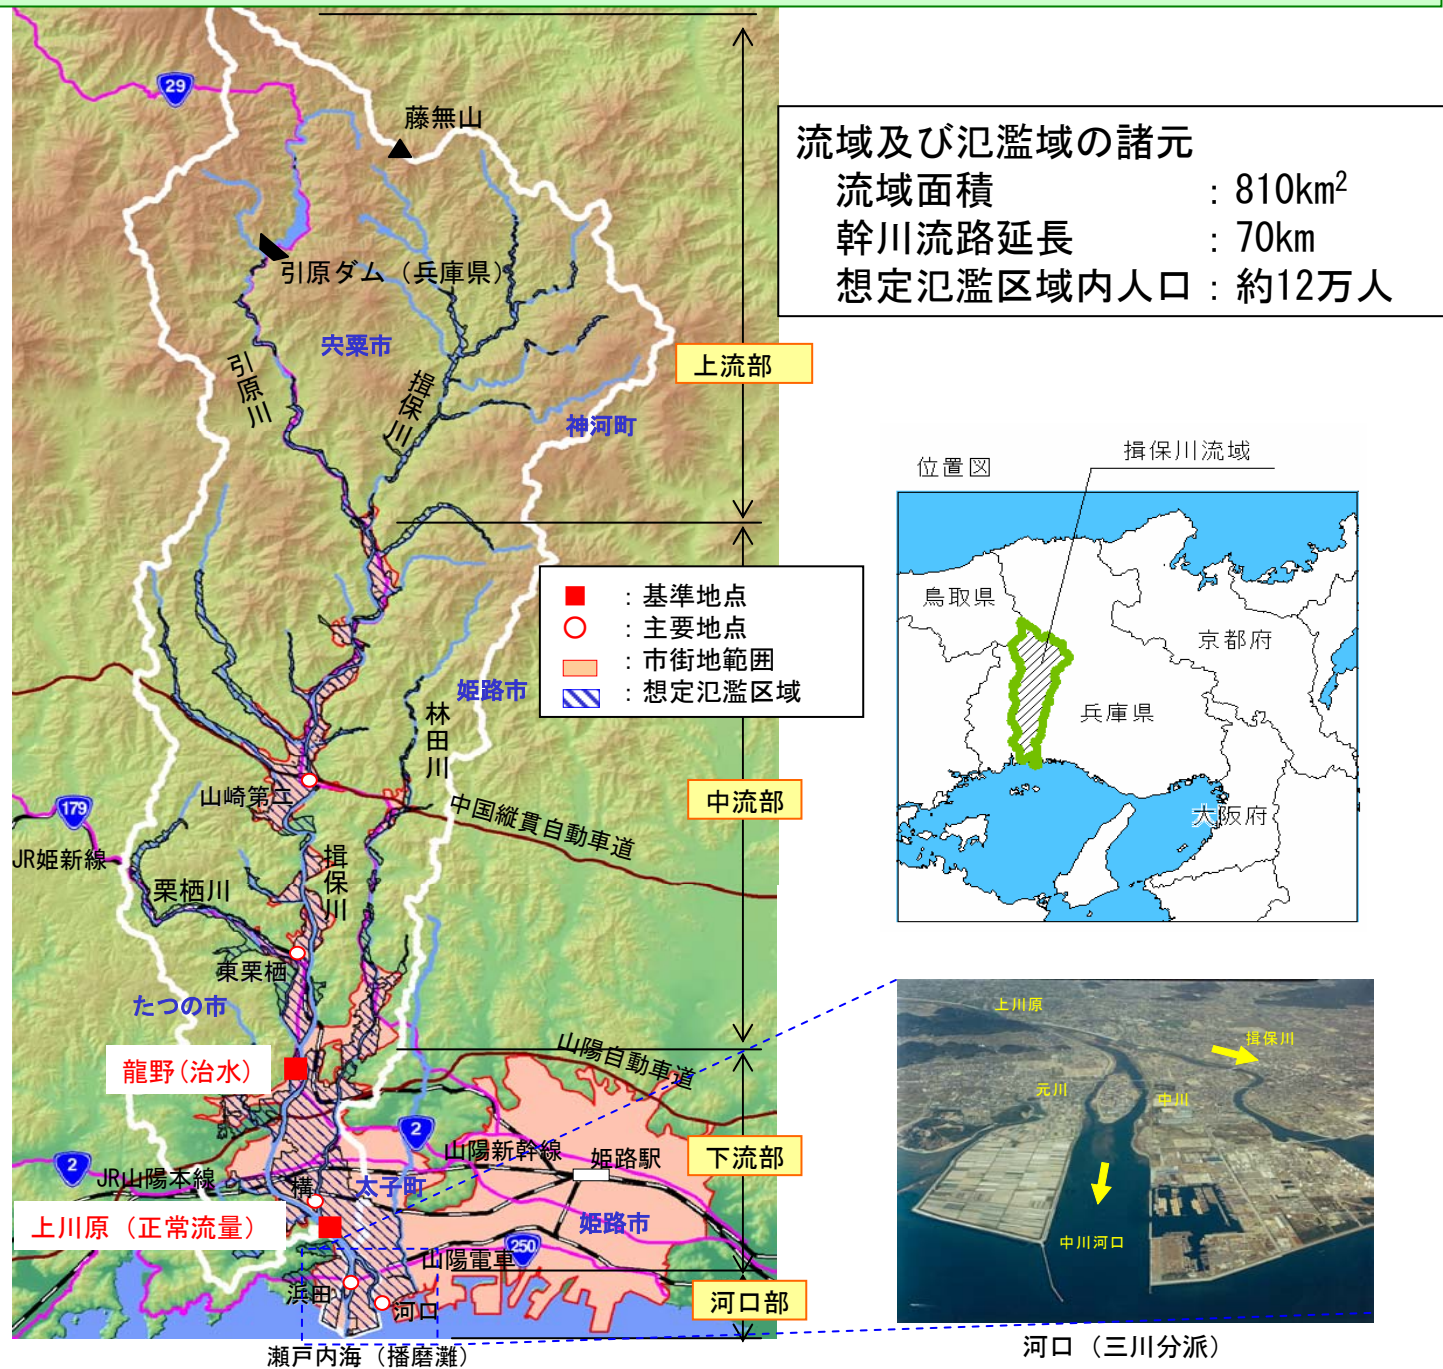 29
藤無山
引原ダム（兵庫県）
宍粟市
引原川
揖保川
神河町
上流部
流域及び氾濫域の諸元
流域面積 : 810km²
幹川流路延長 : 70km
想定氾濫区域内人口 : 約12万人
位置図
揖保川流域
鳥取県
京都府
兵庫県
大阪府
: 基準地点
: 主要地点
: 市街地範囲
: 想定氾濫区域
姫路市
林田川
山崎第二
中国縦貫自動車道
中流部
179
JR姫新線
揖保川
栗栖川
東栗栖
たつの市
龍野(治水)
山陽自動車道
2
2
山陽新幹線
姫路駅
下流部
JR山陽本線
構
太子町
上川原（正常流量）
姫路市
山陽電車
250
浜田
河口
河口部
瀬戸内海（播磨灘）
上川原
揖保川
元川
中川
中川河口
河口（三川分派）